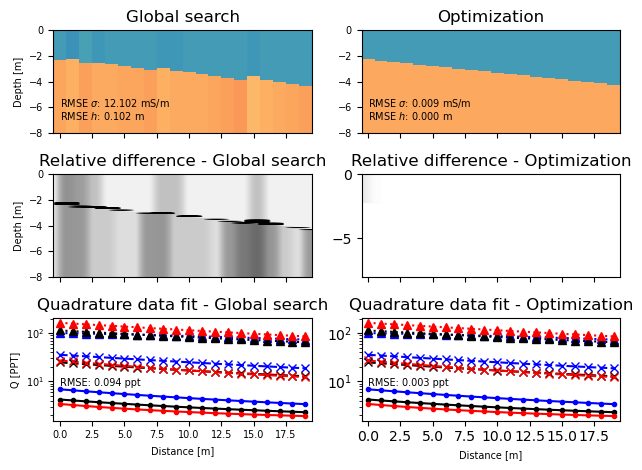 Global search
Optimization
Depth [m]
0
−2
−4
−6
−8
RMSE σ: 12.102 mS/m
RMSE h: 0.102 m
0
−2
−4
−6
−8
RMSE σ: 0.009 mS/m
RMSE h: 0.000 m
Relative difference - Global search
Relative difference - Optimization
Depth [m]
0
−2
−4
−6
−8
0
−5
Quadrature data fit - Global search
Quadrature data fit - Optimization
Q [PPT]
10²
10¹
RMSE: 0.094 ppt
0.0 2.5 5.0 7.5 10.0 12.5 15.0 17.5
Distance [m]
10²
10¹
RMSE: 0.003 ppt
0.0 2.5 5.0 7.5 10.0 12.5 15.0 17.5
Distance [m]